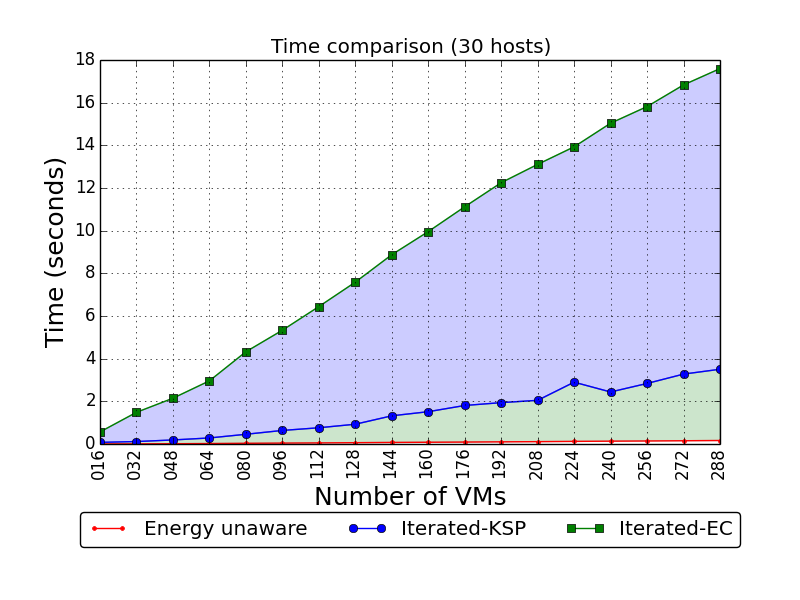 Time comparison (30 hosts)
18
16
14
12
10
8
6
4
2
0
Time (seconds)
016 032 048 064 080 096 112 128 144 160 176 192 208 224 240 256 272 288
Number of VMs
Energy unaware Iterated-KSP Iterated-EC